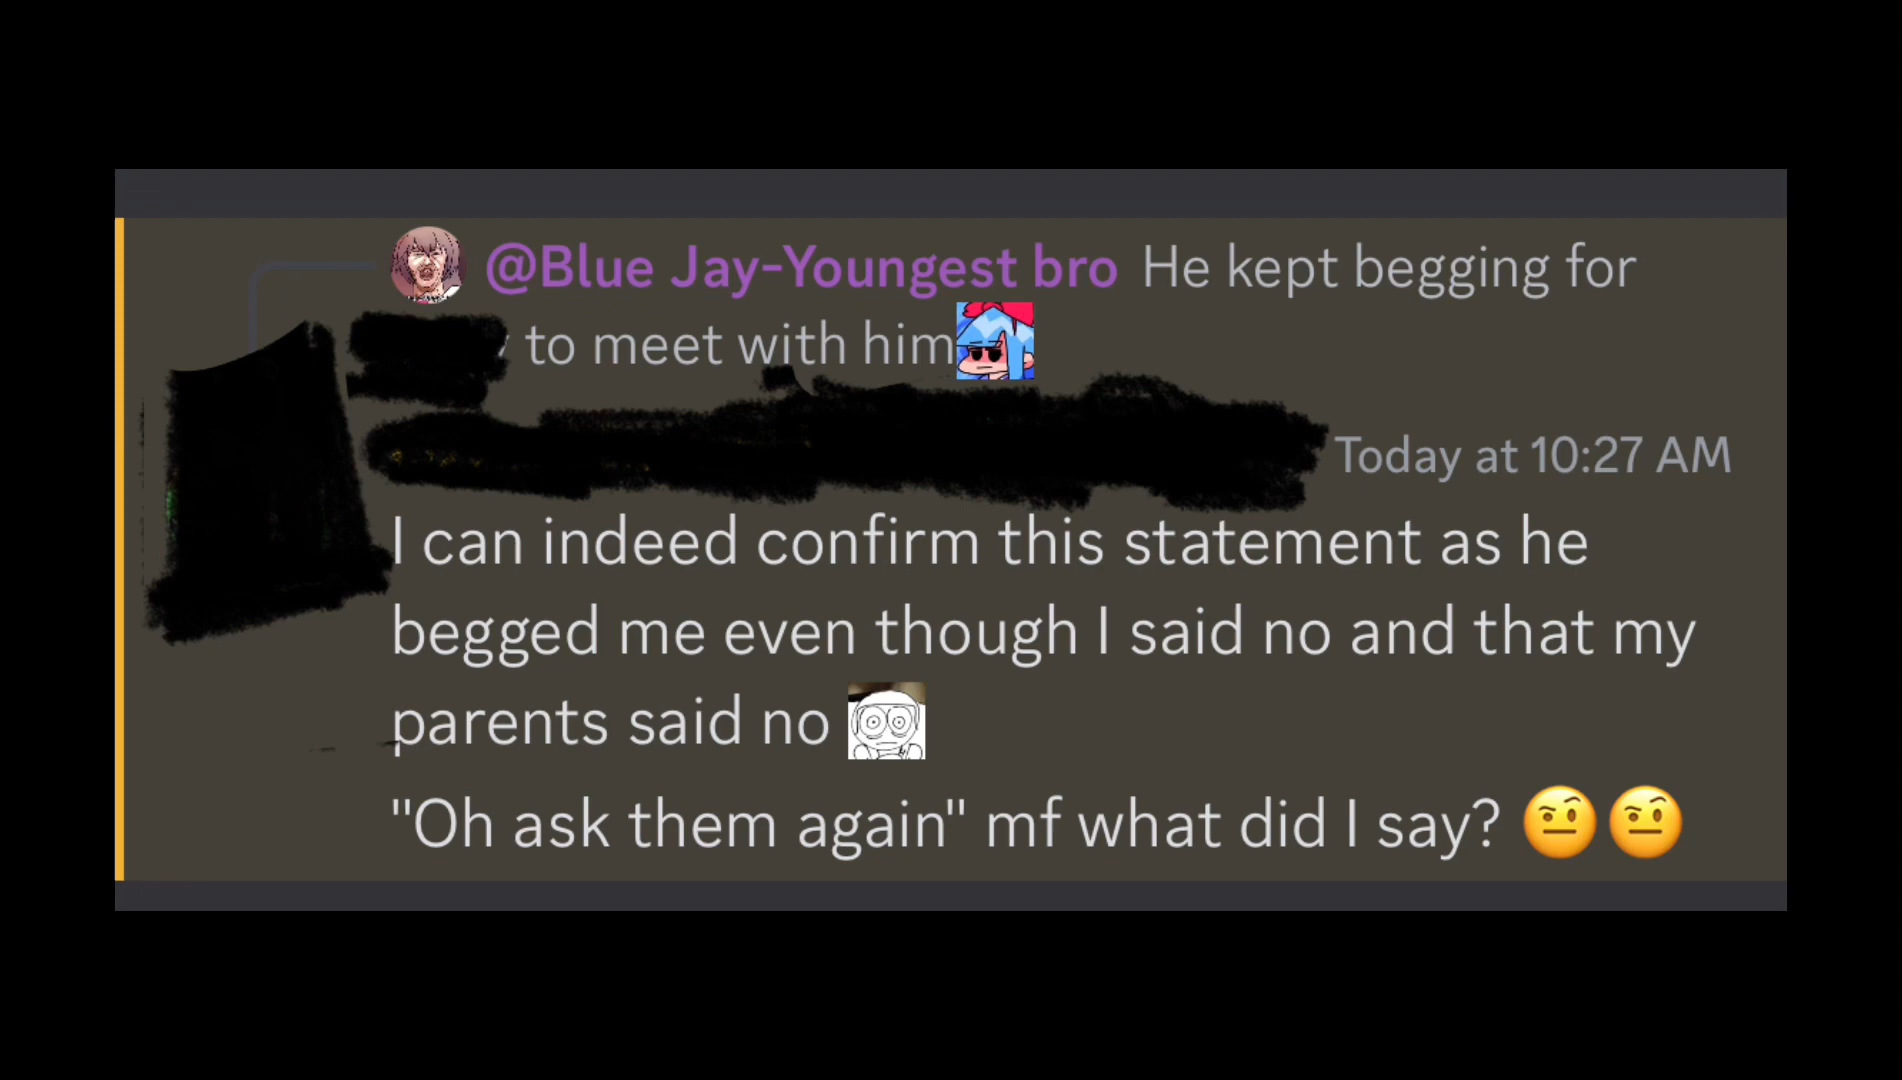 @Blue Jay-Youngest bro He kept begging for
to meet with him
Today at 10:27 AM
I can indeed confirm this statement as he
begged me even though I said no and that my
parents said no
"Oh ask them again" mf what did I say? 🤨🤨